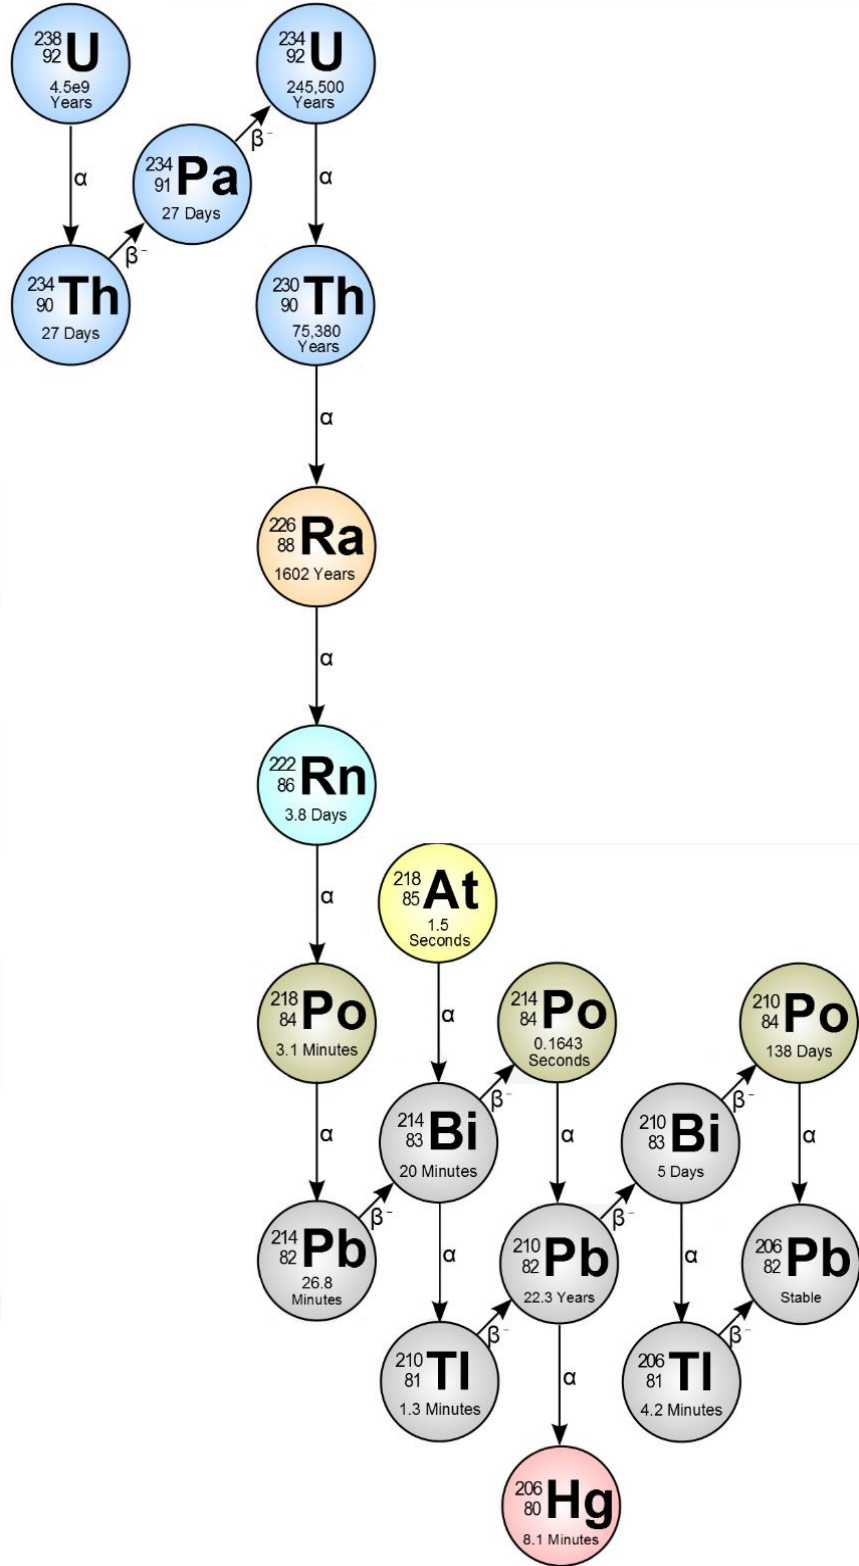 238
92 U
4.5e9
Years
234
92 U
245,500
Years
α
β⁻
234
91 Pa
27 Days
α
β⁻
234
90 Th
27 Days
230
90 Th
75,380
Years
α
226
88 Ra
1602 Years
α
222
86 Rn
3.8 Days
α
218
85 At
1.5
Seconds
α
218
84 Po
3.1 Minutes
214
84 Po
0.1643
Seconds
210
84 Po
138 Days
α
β⁻
α
β⁻
α
214
83 Bi
20 Minutes
210
83 Bi
5 Days
β⁻
α
β⁻
α
214
82 Pb
26.8
Minutes
210
82 Pb
22.3 Years
206
82 Pb
Stable
β⁻
α
β⁻
210
81 Tl
1.3 Minutes
206
81 Tl
4.2 Minutes
206
80 Hg
8.1 Minutes